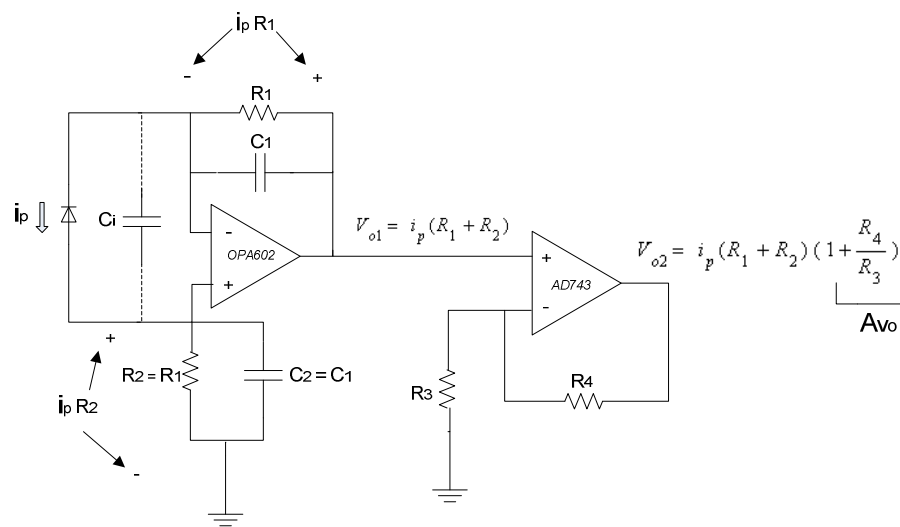 ip R1
-
+
R1
C1
ip
Ci
-
OPA602
+
Vo1 = ip(R1 + R2)
+
AD743
-
Vo2 = ip(R1 + R2)(1 + R4/R3)
Avo
+
ip R2
-
R2 = R1
C2 = C1
R3
R4